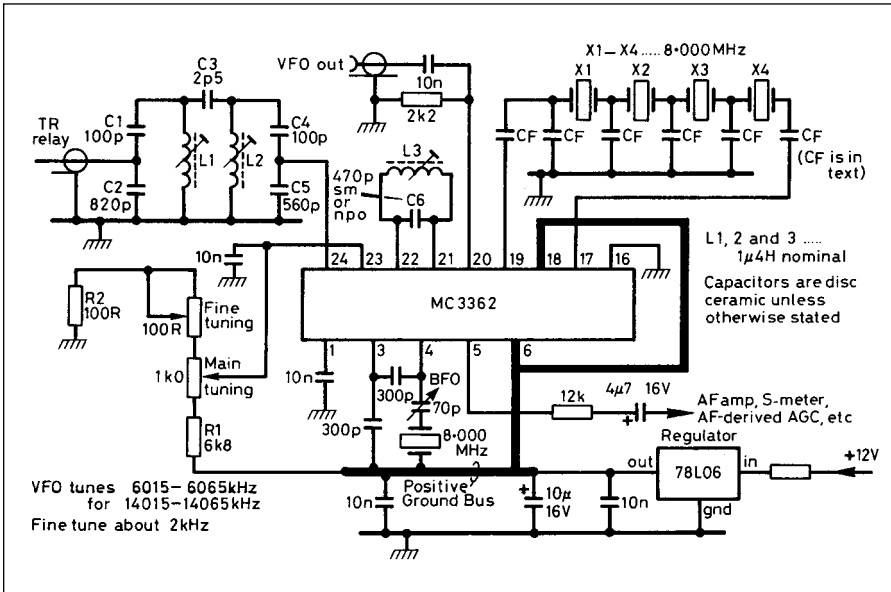 C3
2p5
VFO out
10n
2k2
X1–X4 ..... 8·000MHz
X1
X2
X3
X4
TR
relay
C1
100p
C2
820p
L1
L2
C4
100p
C5
560p
L3
470p
sm
or
npo
C6
CF
CF
CF
CF
CF
(CF is in
text)
10n
24
23
22
21
20
19
18
17
16
L1, 2 and 3 .....
1µ4H nominal
Capacitors are disc
ceramic unless
otherwise stated
MC3362
R2
100R
100R
Fine
tuning
Main
tuning
1k0
R1
6k8
1
3
4
5
6
10n
300p
300p
BFO
70p
8·000
MHz
12k
4µ7
16V
+
AF amp, S-meter,
AF-derived AGC, etc
Regulator
out
78L06
in
+12V
gnd
VFO tunes 6015–6065kHz
for 14015–14065kHz
Fine tune about 2kHz
10n
Positive
Ground Bus
+
10µ
16V
10n